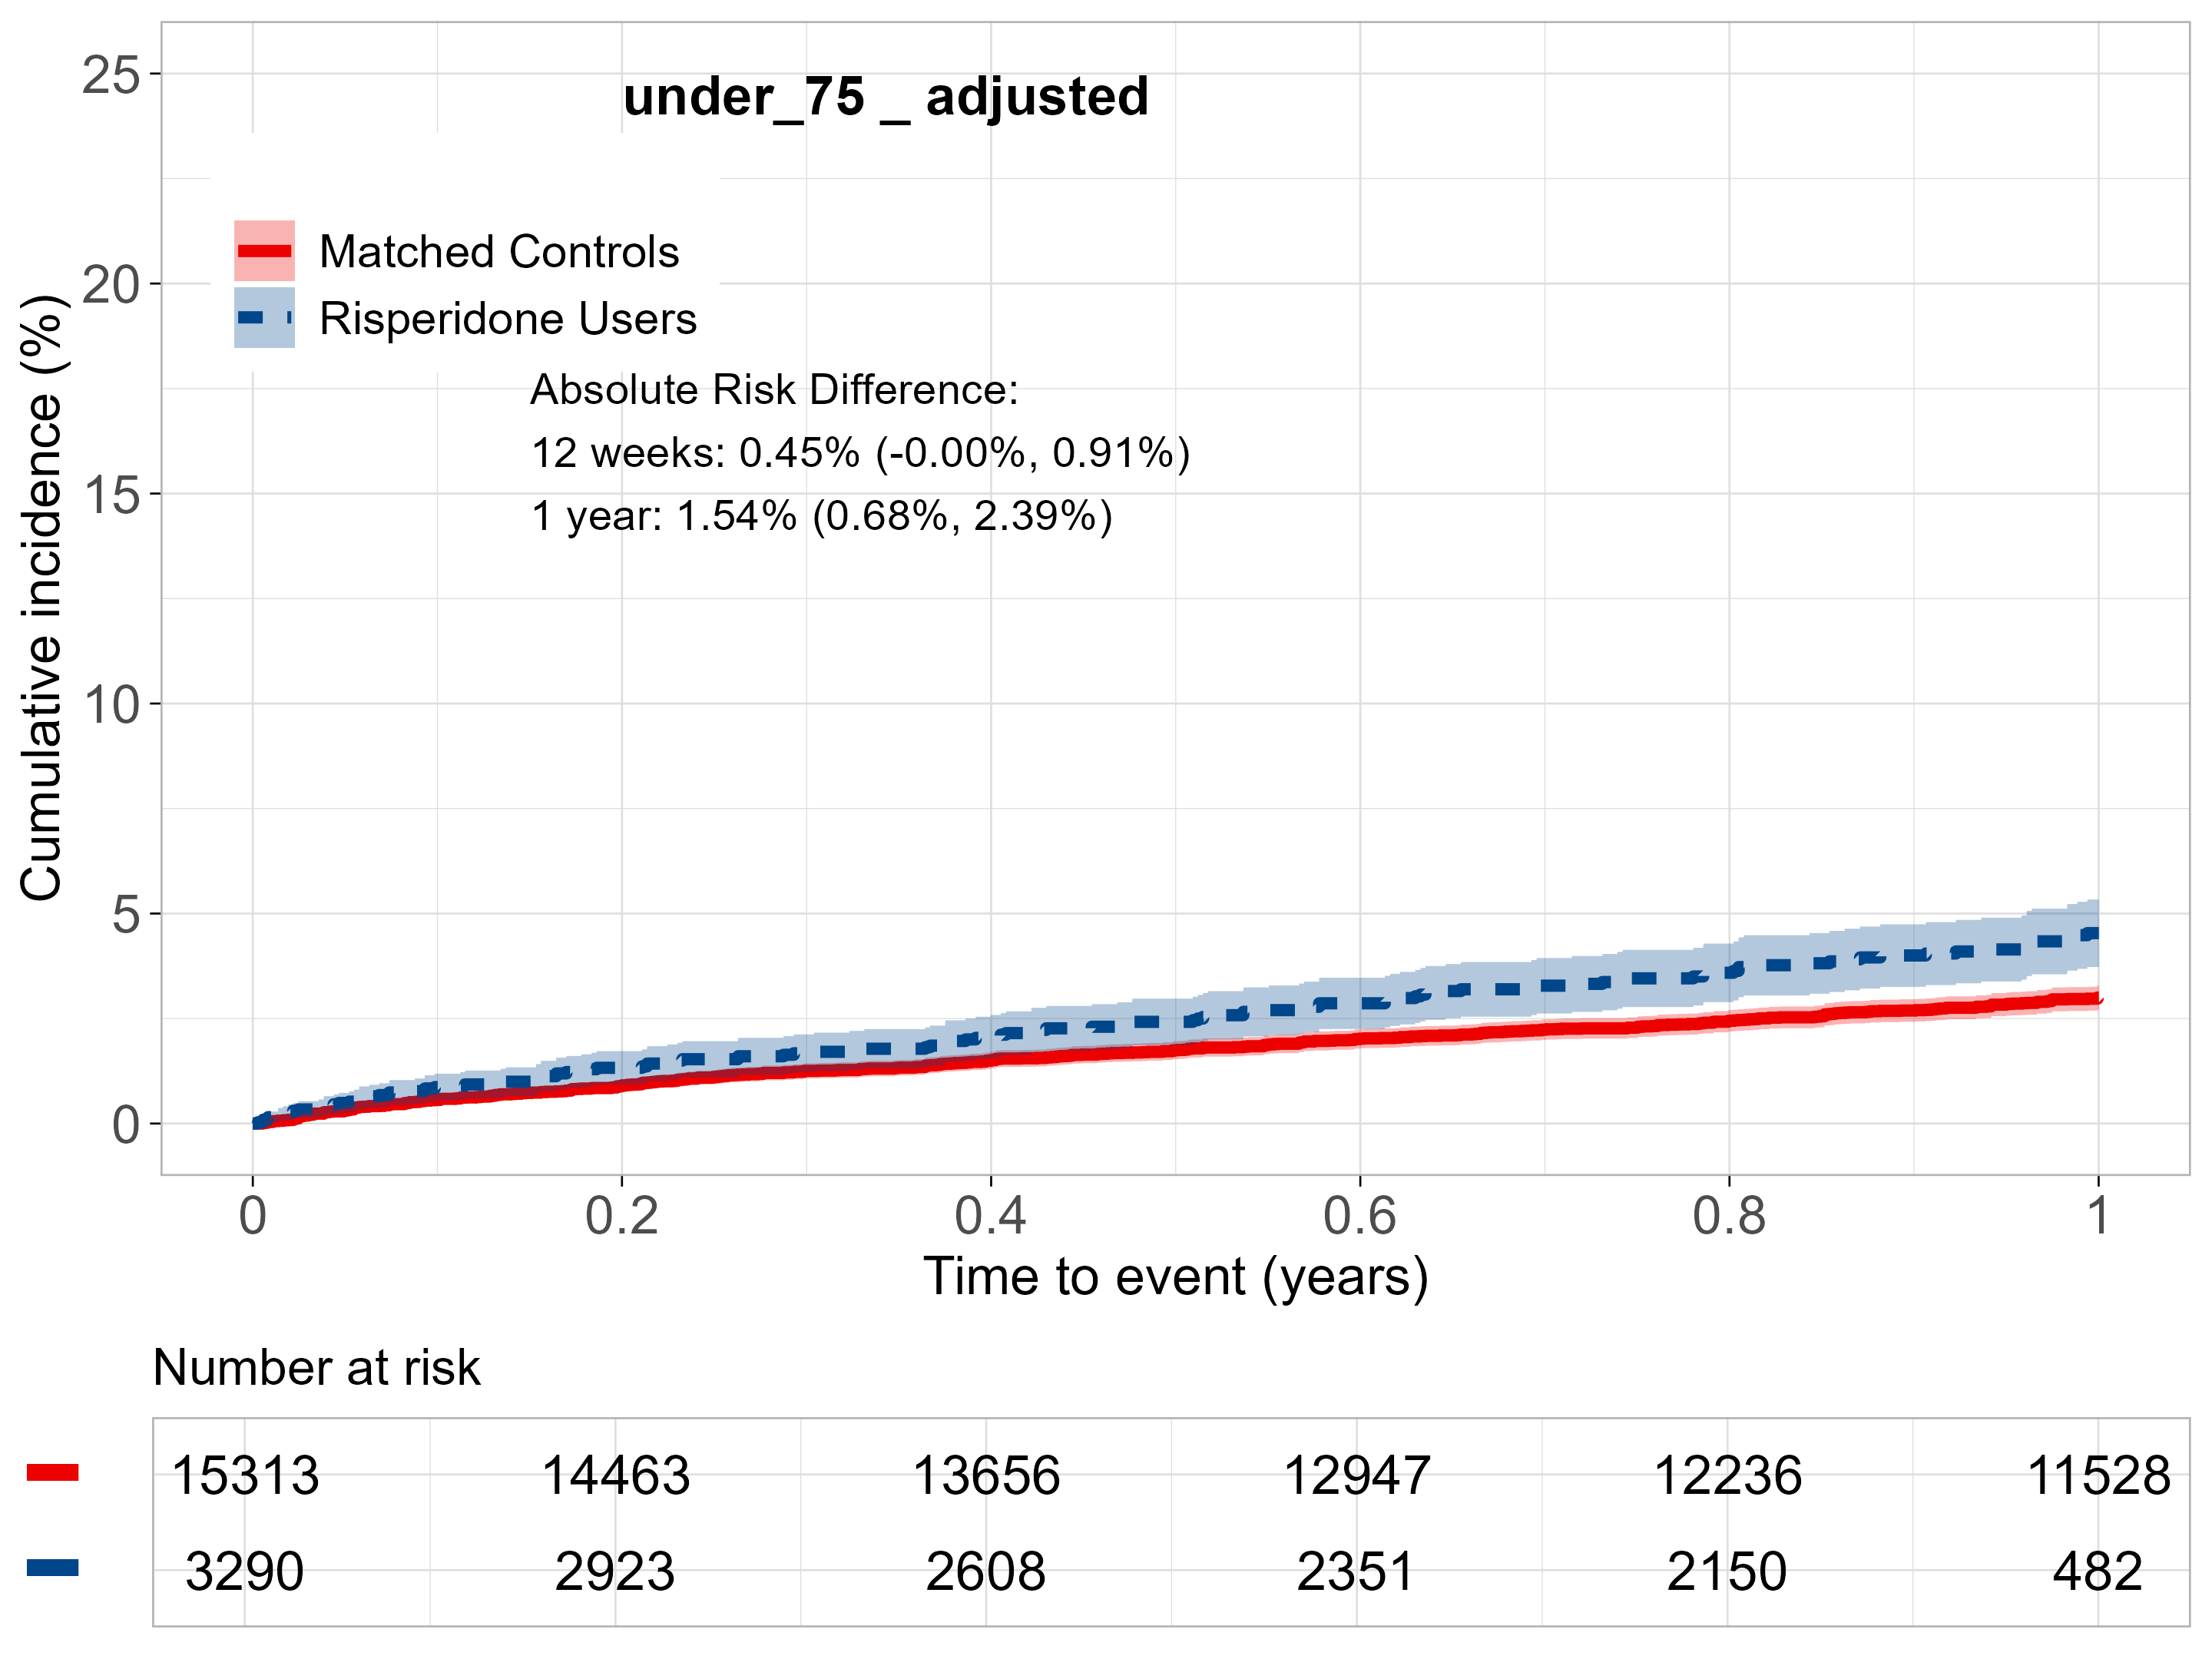 under_75 _ adjusted
Matched Controls
Risperidone Users
Absolute Risk Difference:
12 weeks: 0.45% (-0.00%, 0.91%)
1 year: 1.54% (0.68%, 2.39%)
Cumulative incidence (%)
25
20
15
10
5
0
0 0.2 0.4 0.6 0.8 1
Time to event (years)
Number at risk
15313 14463 13656 12947 12236 11528
3290 2923 2608 2351 2150 482